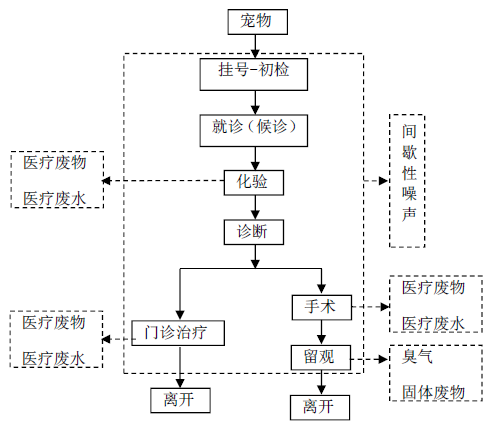 宠物
挂号-初检
就诊（候诊）
间歇性噪声
医疗废物
医疗废水
化验
诊断
手术
医疗废物
医疗废水
医疗废物
医疗废水
门诊治疗
留观
臭气
固体废物
离开
离开